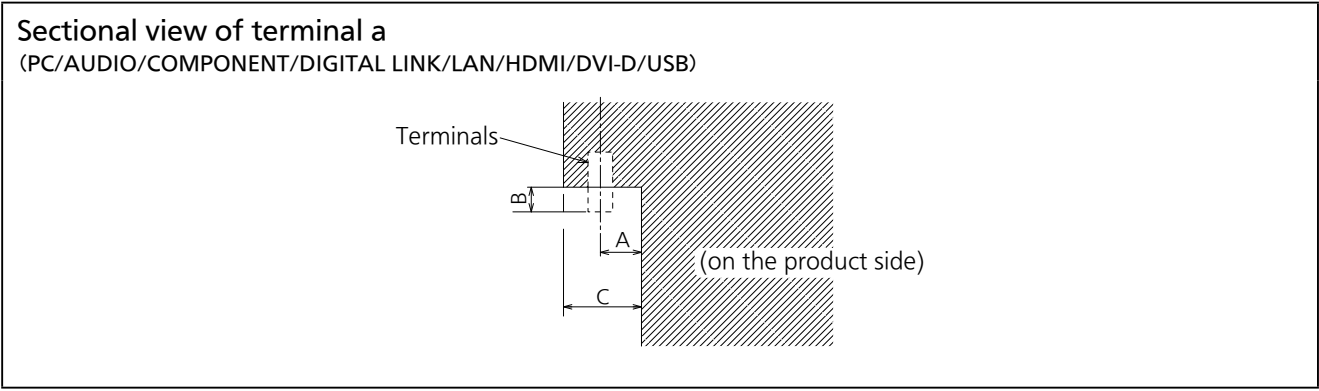 Sectional view of terminal a
(PC/AUDIO/COMPONENT/DIGITAL LINK/LAN/HDMI/DVI-D/USB)
Terminals
B
A
(on the product side)
C